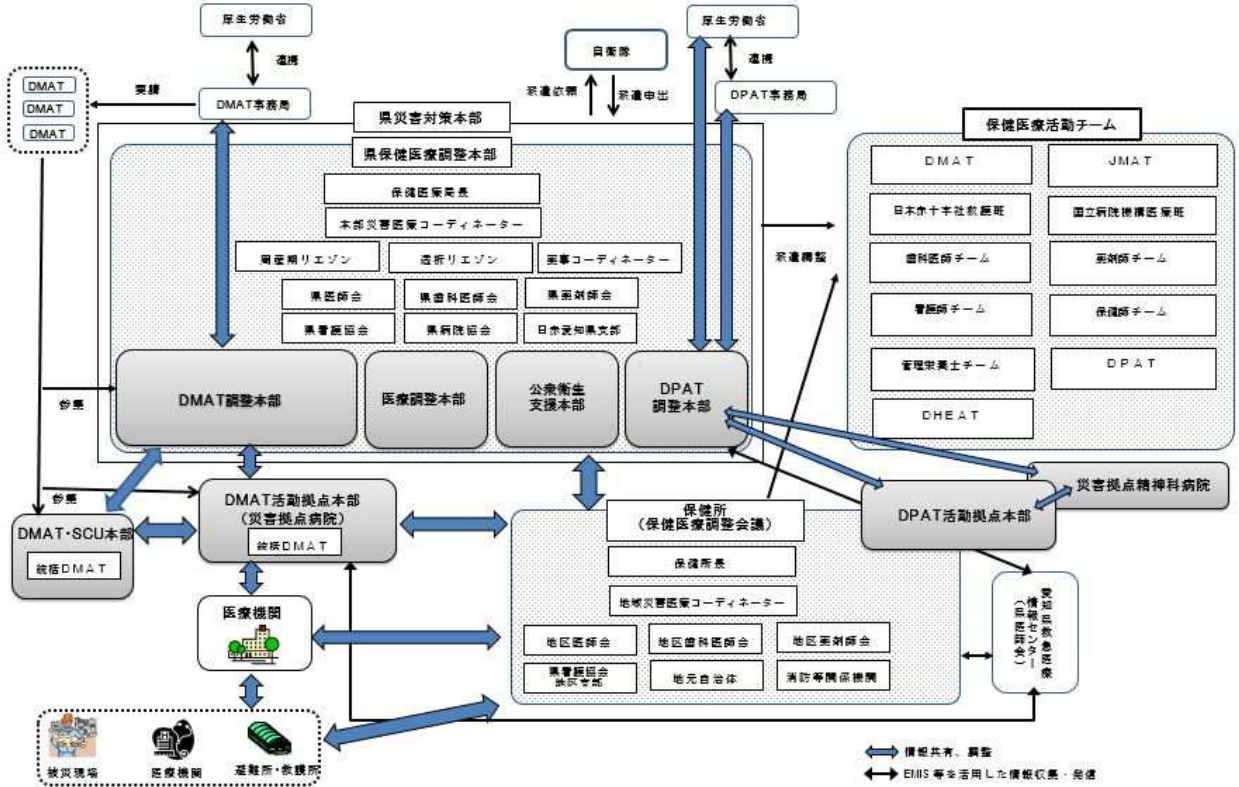 厚生労働省
連携
DMAT事務局
要請
DMAT
DMAT
DMAT
自衛隊
派遣依頼
派遣申出
厚生労働省
連携
DPAT事務局
県災害対策本部
県保健医療調整本部
保健医療局長
本部災害医療コーディネーター
周産期リエゾン
透析リエゾン
薬事コーディネーター
県医師会
県歯科医師会
県薬剤師会
県看護協会
県病院協会
日赤愛知県支部
DMAT調整本部
医療調整本部
公衆衛生
支援本部
DPAT
調整本部
派遣調整
保健医療活動チーム
DMAT
JMAT
日本赤十字社救護班
国立病院機構医療班
歯科医師チーム
薬剤師チーム
看護師チーム
保健師チーム
管理栄養士チーム
DPAT
DHEAT
参集
参集
DMAT・SCU本部
統括DMAT
DMAT活動拠点本部
(災害拠点病院)
統括DMAT
医療機関
被災現場
医療機関
避難所・救護所
保健所
(保健医療調整会議)
保健所長
地域災害医療コーディネーター
地区医師会
地区歯科医師会
地区薬剤師会
県看護協会
地区支部
地元自治体
消防等関係機関
DPAT活動拠点本部
災害拠点精神科病院
愛知県救急医療
情報センター
(県医師会)
情報共有、調整
EMIS等を活用した情報収集・発信